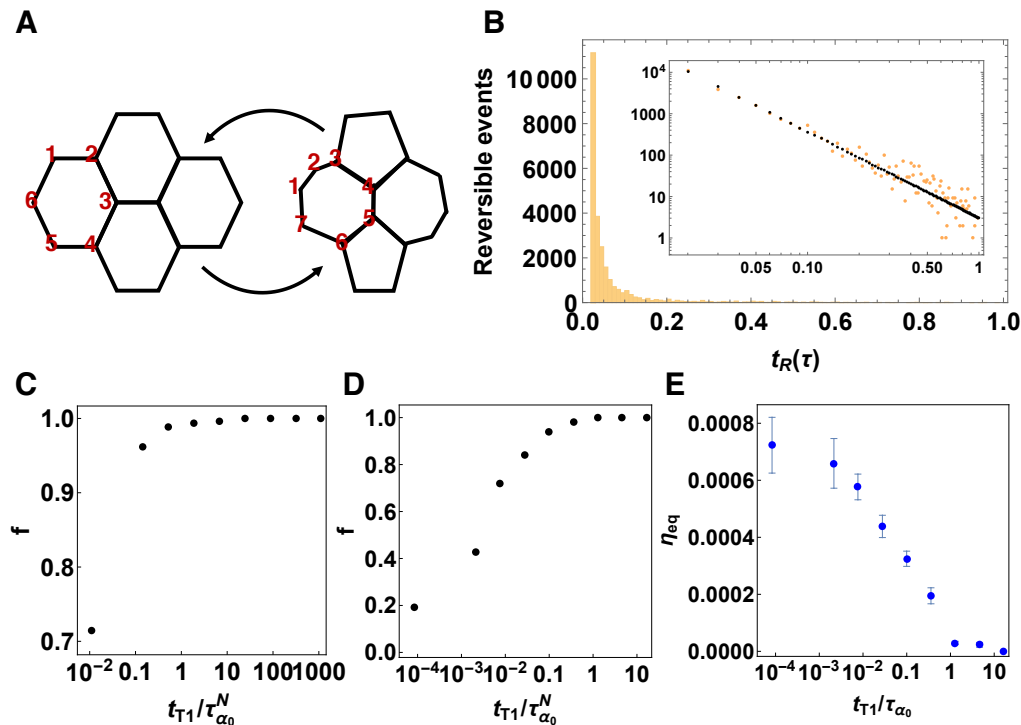 A
1 2
6 3
5 4
2 3
1 4
5
7 6
B
Reversible events
10 000
8000
6000
4000
2000
0
0.0 0.2 0.4 0.6 0.8 1.0
t_R(τ)
10^4
1000
100
10
1
0.05 0.10 0.50 1
C
f
1.0
0.9
0.8
0.7
10^-2 0.1 1 10 100 1000
t_T1/τ^N_α0
D
f
1.0
0.8
0.6
0.4
0.2
0.0
10^-4 10^-3 10^-2 0.1 1 10
t_T1/τ^N_α0
E
η_eq
0.0008
0.0006
0.0004
0.0002
0.0000
10^-4 10^-3 10^-2 0.1 1 10
t_T1/τ_α0